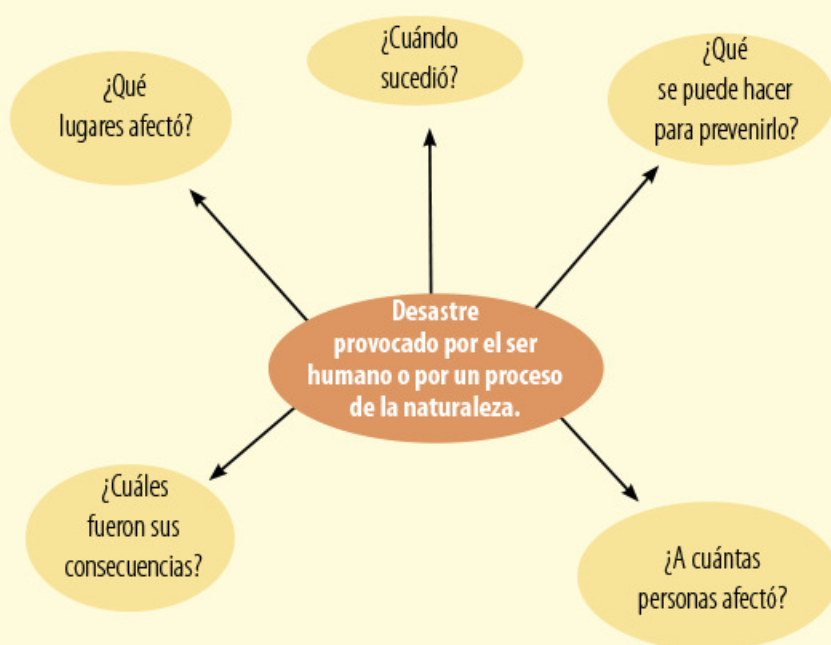 ¿Qué
lugares afectó?
¿Cuándo
sucedió?
¿Qué
se puede hacer
para prevenirlo?
Desastre
provocado por el ser
humano o por un proceso
de la naturaleza.
¿Cuáles
fueron sus
consecuencias?
¿A cuántas
personas afectó?